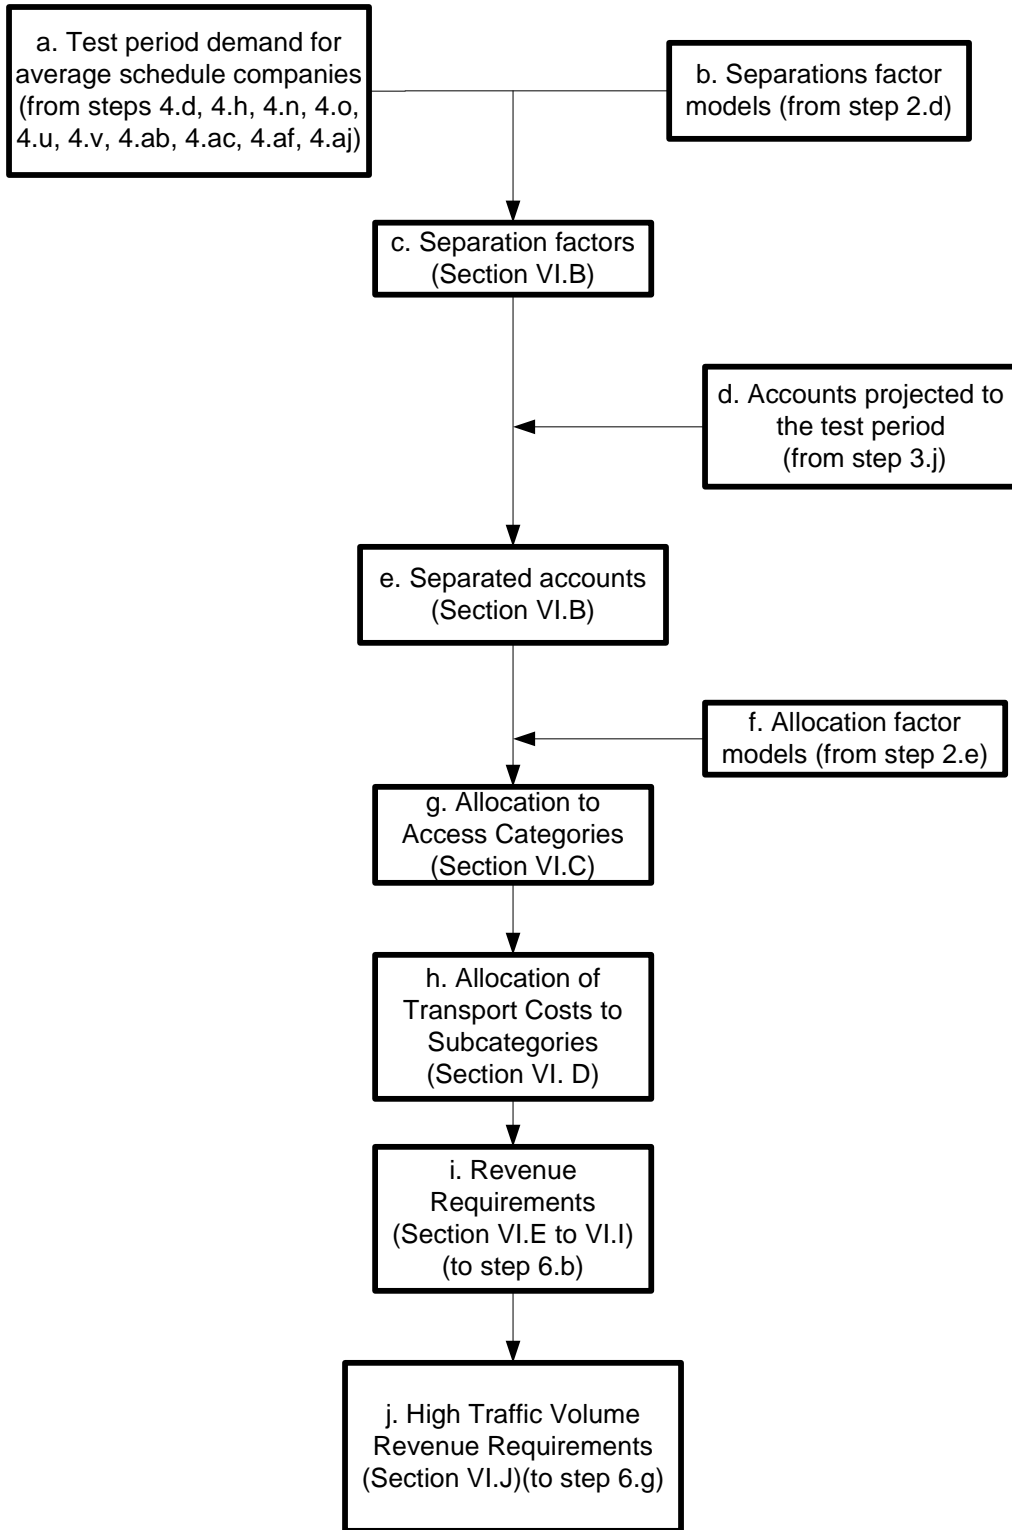 a. Test period demand for
average schedule companies
(from steps 4.d, 4.h, 4.n, 4.o,
4.u, 4.v, 4.ab, 4.ac, 4.af, 4.aj)
b. Separations factor
models (from step 2.d)
c. Separation factors
(Section VI.B)
d. Accounts projected to
the test period
(from step 3.j)
e. Separated accounts
(Section VI.B)
f. Allocation factor
models (from step 2.e)
g. Allocation to
Access Categories
(Section VI.C)
h. Allocation of
Transport Costs to
Subcategories
(Section VI. D)
i. Revenue
Requirements
(Section VI.E to VI.I)
(to step 6.b)
j. High Traffic Volume
Revenue Requirements
(Section VI.J)(to step 6.g)